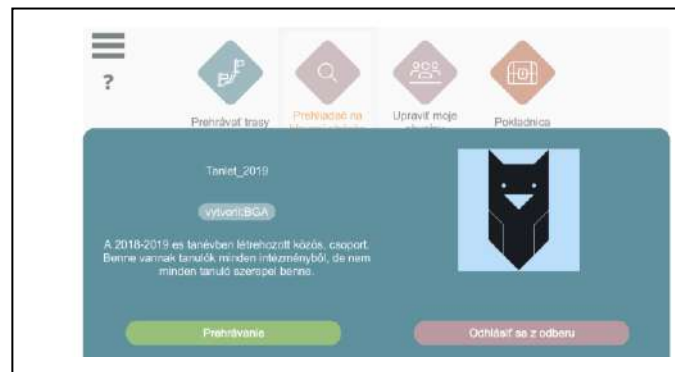 ?
Prehrávať trasy
Prehliadač na
Upraviť moje
Pokladnica
Tanlet_2019
vytvoril:BGA
A 2018-2019 es tanévben létrehozott közös, csoport.
Benne vannak tanulók minden intézményből, de nem
minden tanuló szerepel benne.
Prehrávanie
Odhlásiť sa z odberu